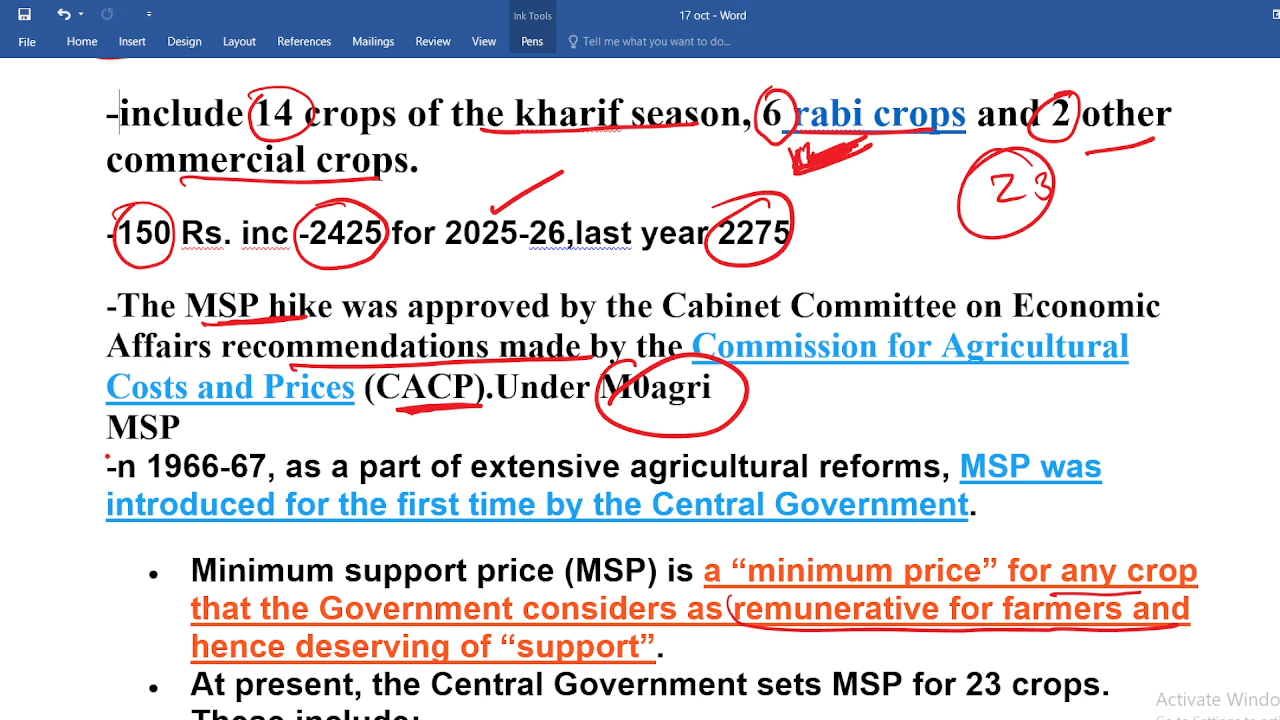 Ink Tools
17 oct - Word
File Home Insert Design Layout References Mailings Review View Pens Tell me what you want to do...
-include 14 crops of the kharif season, 6 rabi crops and 2 other
commercial crops.
23
-150 Rs. inc -2425 for 2025-26,last year 2275
-The MSP hike was approved by the Cabinet Committee on Economic
Affairs recommendations made by the Commission for Agricultural
Costs and Prices (CACP).Under M0agri
MSP
-n 1966-67, as a part of extensive agricultural reforms, MSP was
introduced for the first time by the Central Government.
• Minimum support price (MSP) is a “minimum price” for any crop
that the Government considers as remunerative for farmers and
hence deserving of “support”.
• At present, the Central Government sets MSP for 23 crops.
These include:
Activate Windo